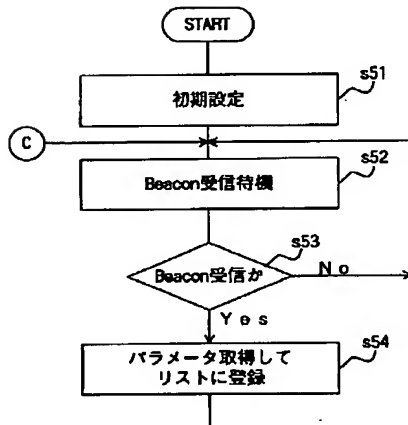 START
s51
初期設定
C
s52
Beacon受信待機
s53
Beacon受信か
No
Yes
s54
パラメータ取得して
リストに登録